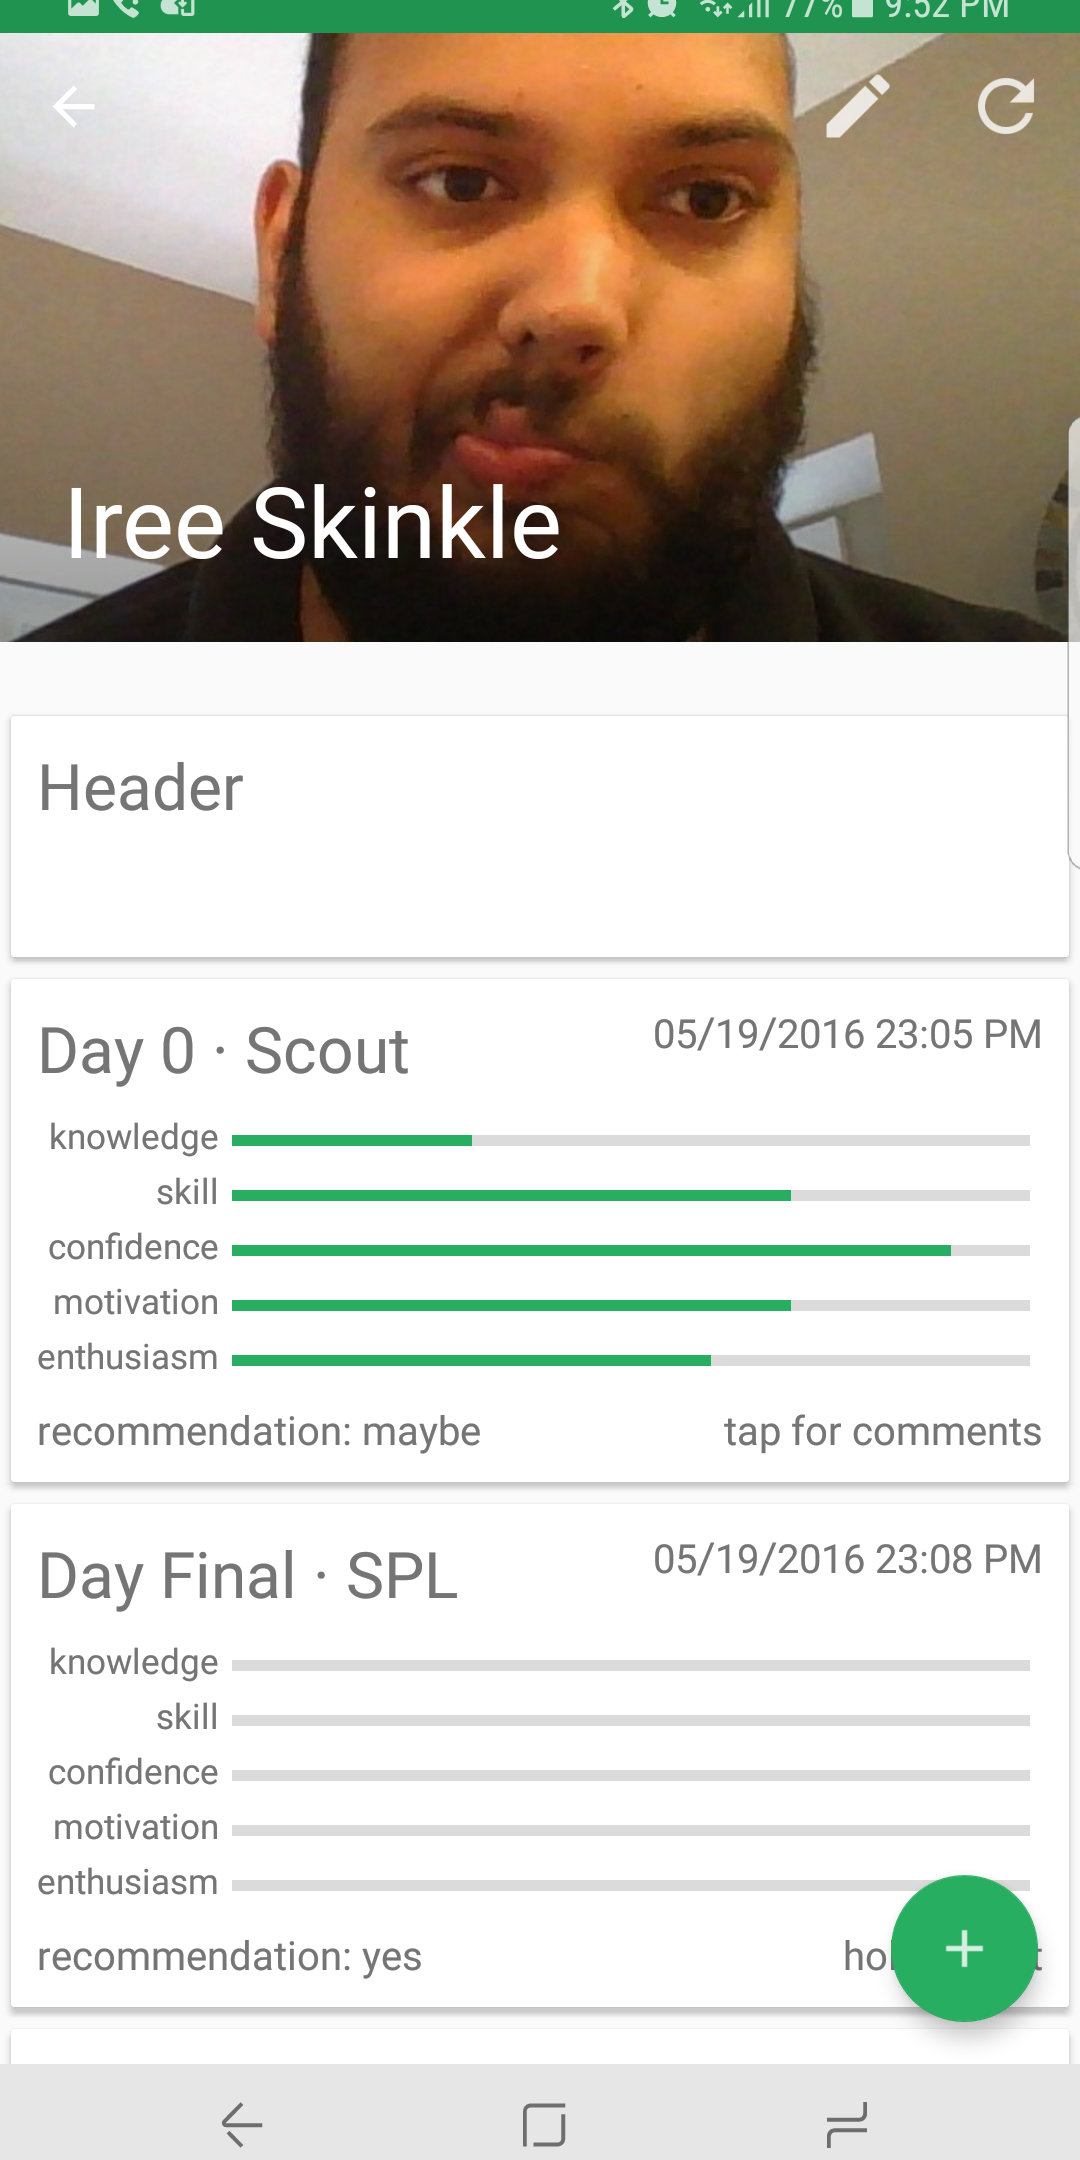 77% 9:52 PM
Iree Skinkle
Header
Day 0 · Scout
05/19/2016 23:05 PM
knowledge
skill
confidence
motivation
enthusiasm
recommendation: maybe
tap for comments
Day Final · SPL
05/19/2016 23:08 PM
knowledge
skill
confidence
motivation
enthusiasm
recommendation: yes